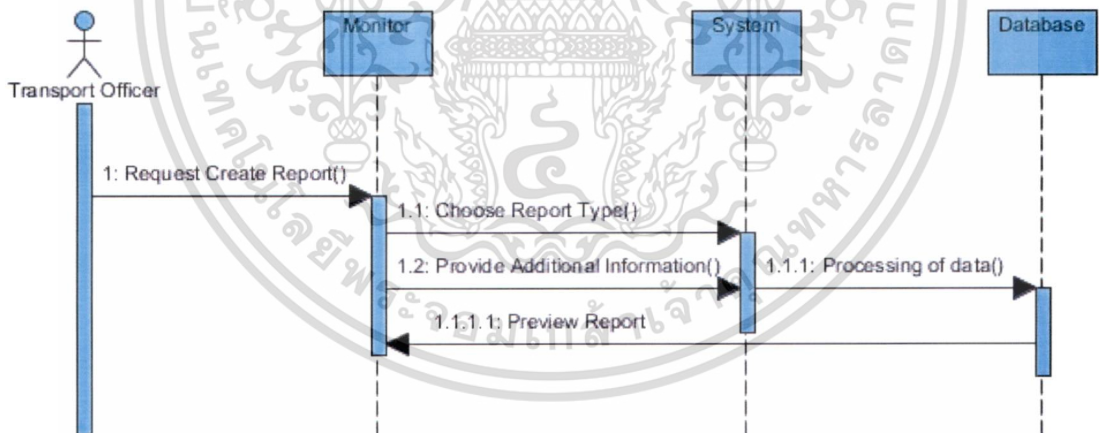 Monitor
System
Database
Transport Officer
1: Request Create Report()
1.1: Choose Report Type()
1.2: Provide Additional Information()
1.1.1: Processing of data()
1.1.1.1: Preview Report